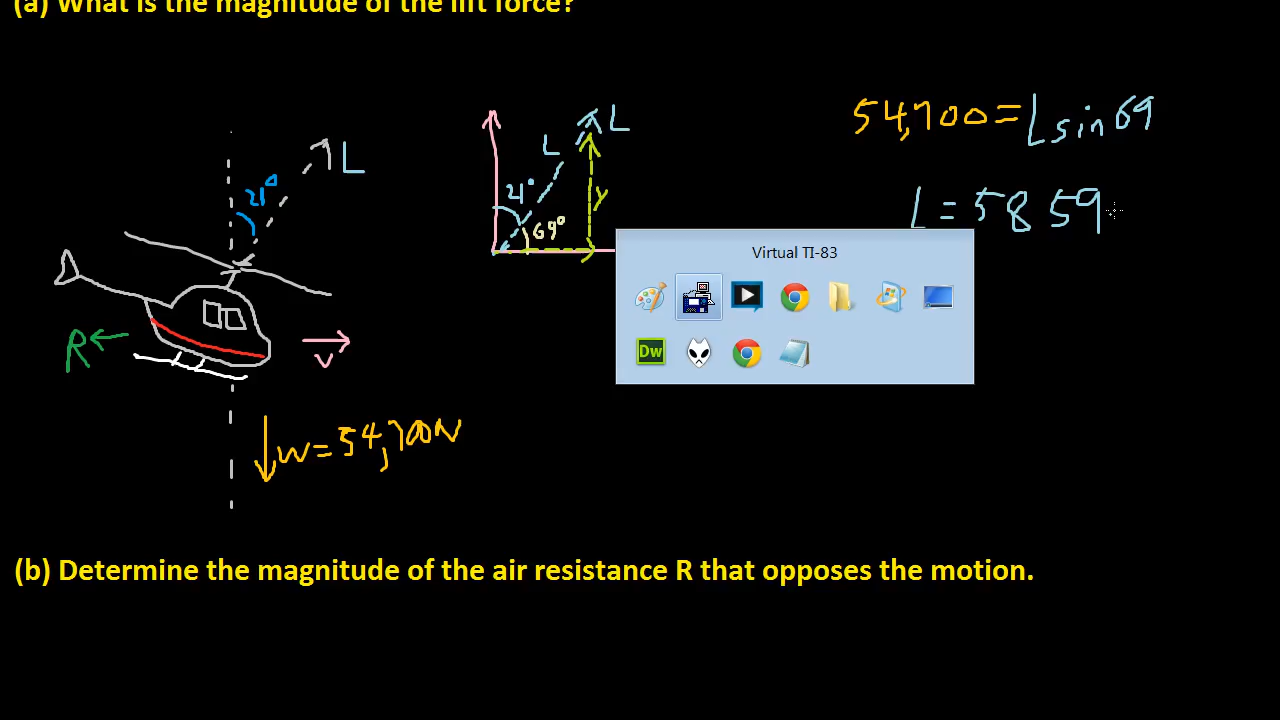 (a) What is the magnitude of the lift force?
54,700 = L sin 69
L
L
L
21°
21°
y
69°
L = 5859
Virtual TI-83
Dw
R
v
W = 54,700N
(b) Determine the magnitude of the air resistance R that opposes the motion.